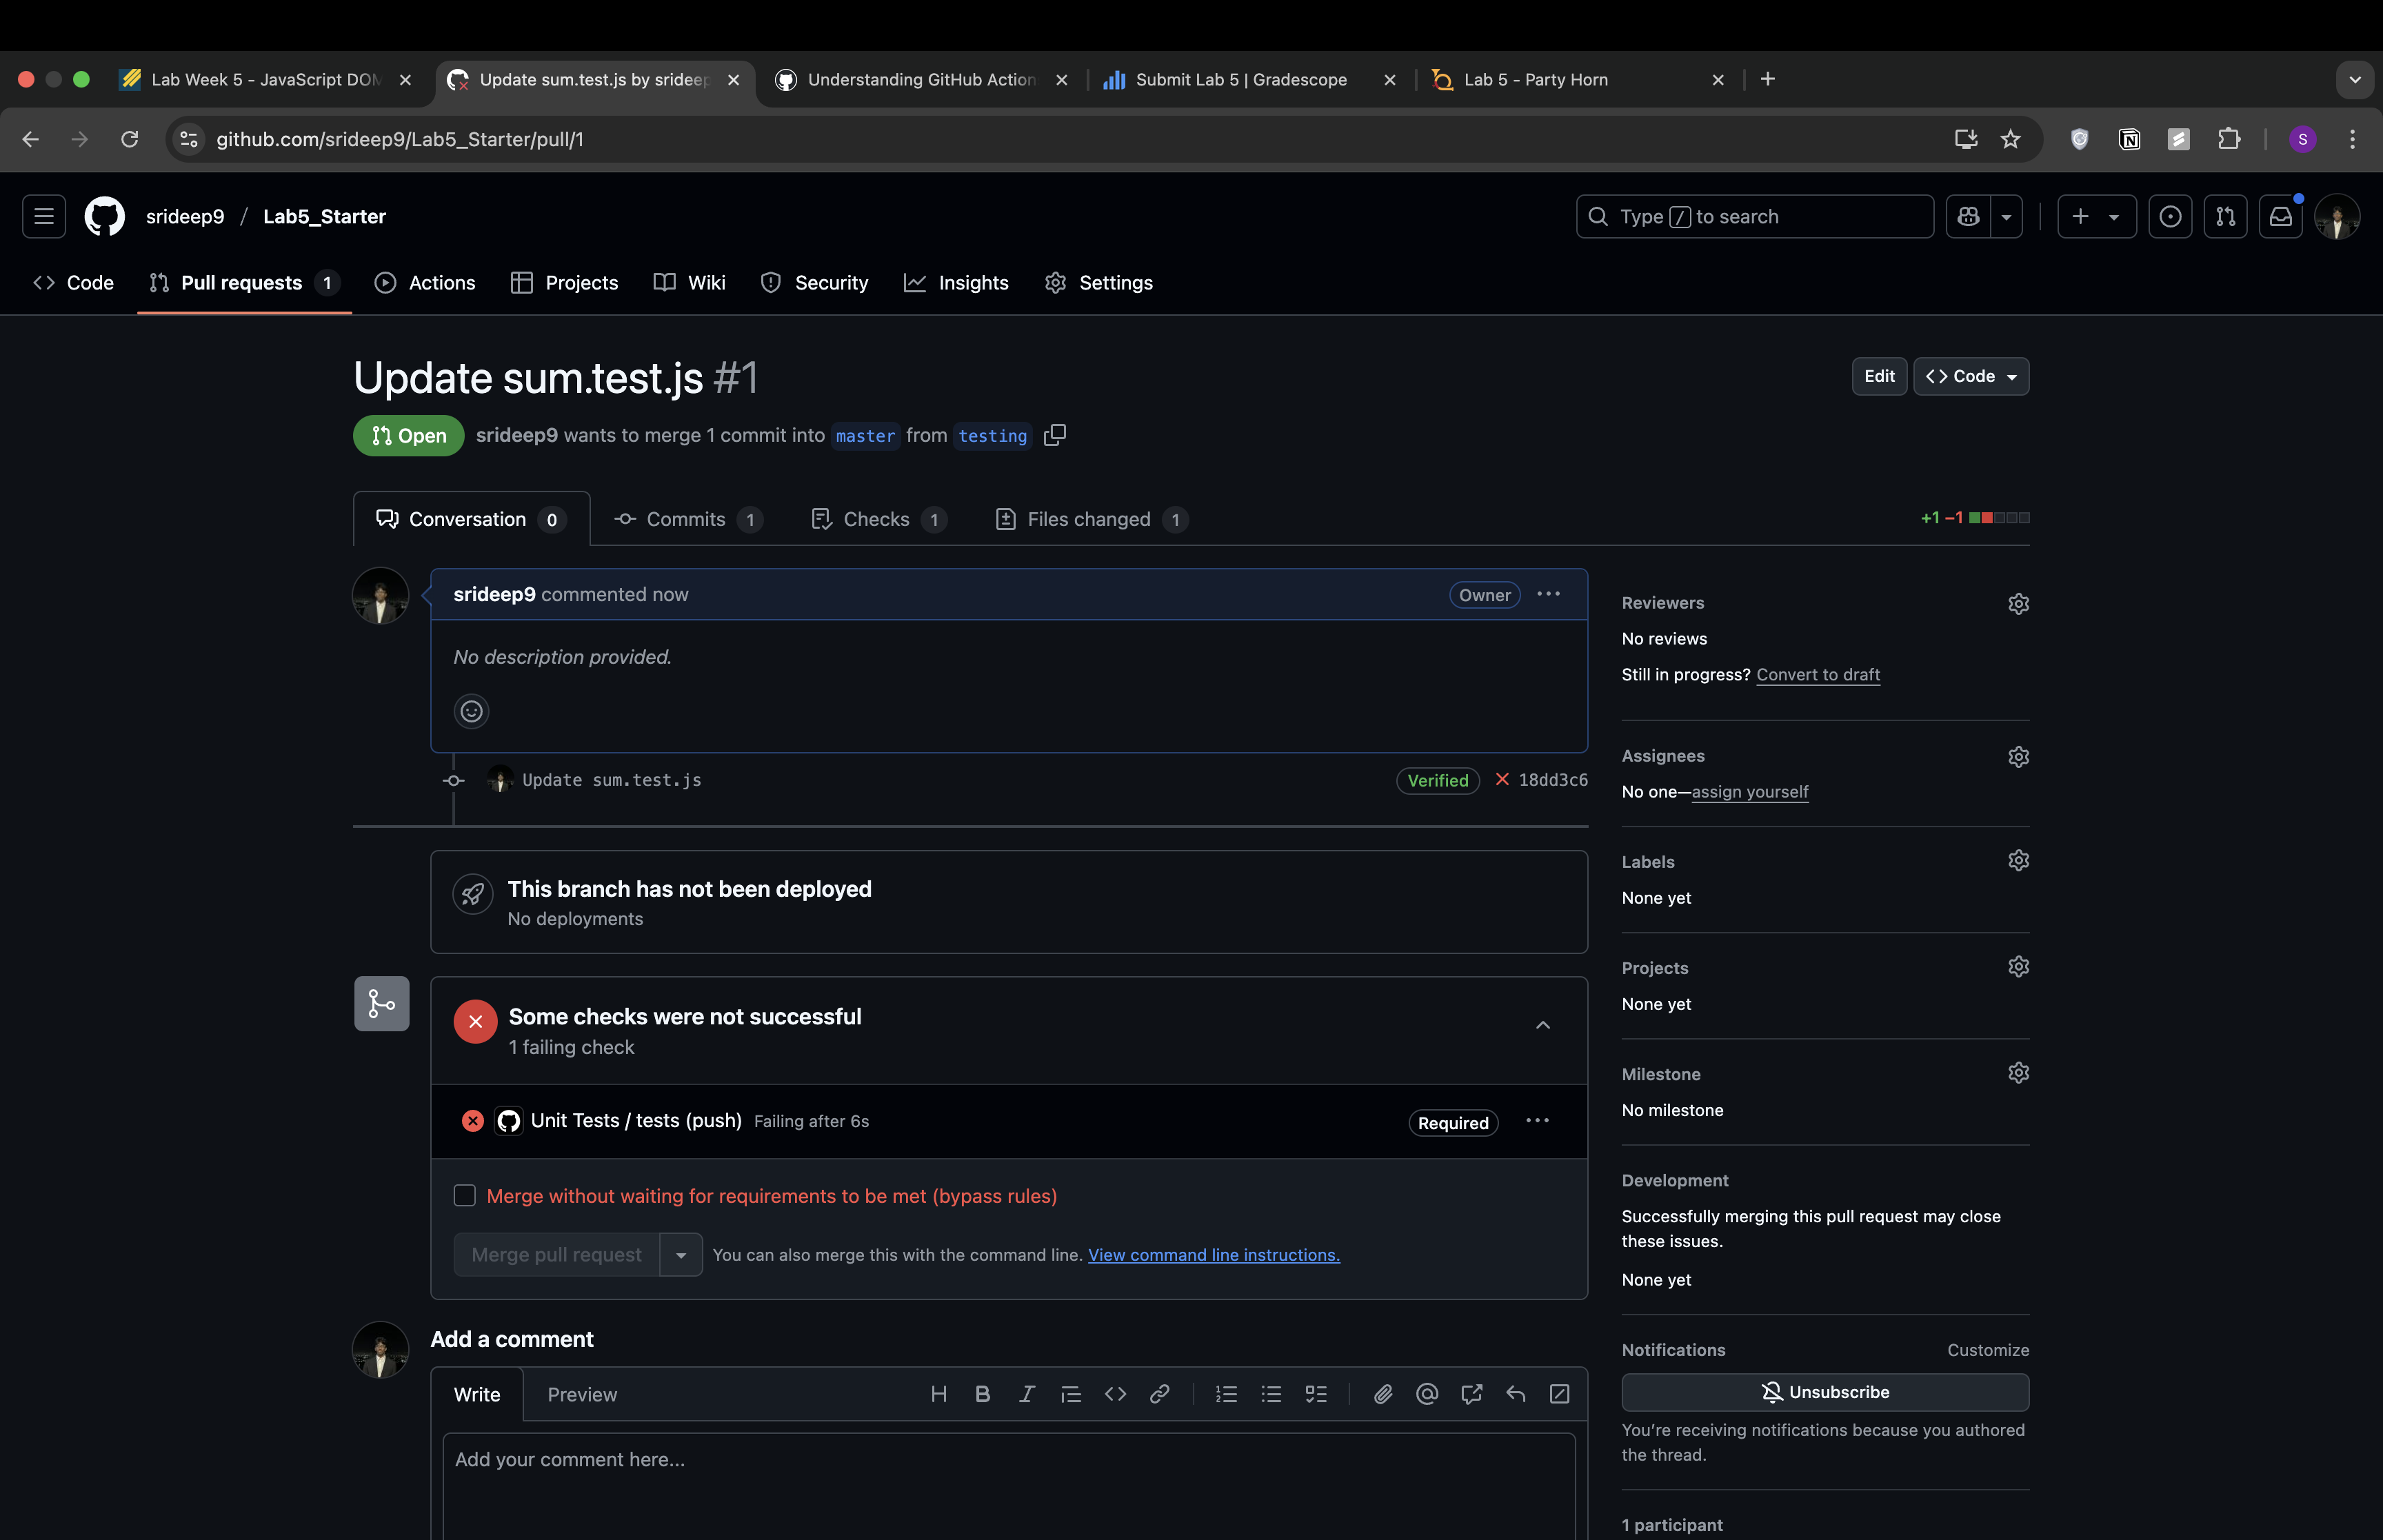 Lab Week 5 - JavaScript DOM
Update sum.test.js by srideep
Understanding GitHub Action
Submit Lab 5 | Gradescope
Lab 5 - Party Horn
github.com/srideep9/Lab5_Starter/pull/1
S
srideep9 / Lab5_Starter
Type / to search
Code
Pull requests 1
Actions
Projects
Wiki
Security
Insights
Settings
Update sum.test.js #1
Edit
<> Code
Open
srideep9 wants to merge 1 commit into master from testing
Conversation 0
Commits 1
Checks 1
Files changed 1
+1 −1
srideep9 commented now
Owner
No description provided.
Update sum.test.js
Verified
18dd3c6
This branch has not been deployed
No deployments
Some checks were not successful
1 failing check
Unit Tests / tests (push) Failing after 6s
Required
Merge without waiting for requirements to be met (bypass rules)
Merge pull request
You can also merge this with the command line. View command line instructions.
Add a comment
Write
Preview
Add your comment here...
Reviewers
No reviews
Still in progress? Convert to draft
Assignees
No one—assign yourself
Labels
None yet
Projects
None yet
Milestone
No milestone
Development
Successfully merging this pull request may close
these issues.
None yet
Notifications
Customize
Unsubscribe
You're receiving notifications because you authored
the thread.
1 participant